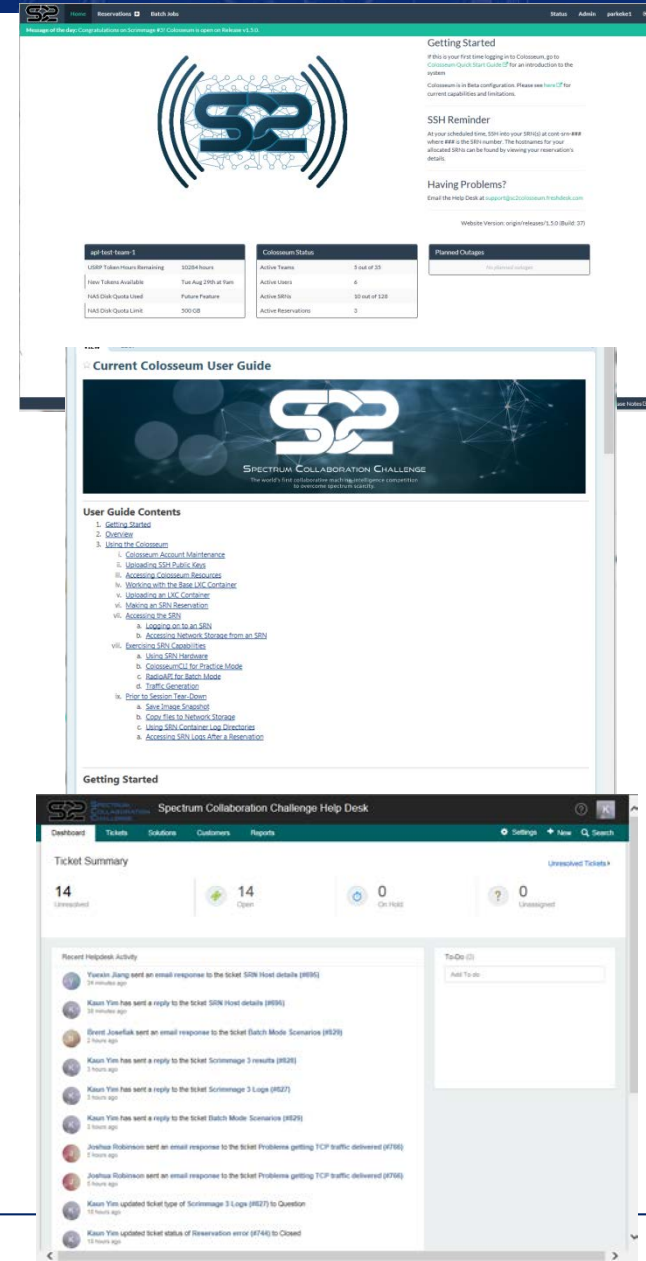 SC2
Home
Reservations
Batch Jobs
Status
Admin
parkeke1
Message of the day: Congratulations on Scrimmage #3! Colosseum is open on Release v1.5.0.
Getting Started
If this is your first time logging in to Colosseum, go to
Colosseum Quick Start Guide for an introduction to the
system
Colosseum is in Beta configuration. Please see here for
current capabilities and limitations.
SSH Reminder
At your scheduled time, SSH into your SRN(s) at
where ### is the SRN number. The hostnames for your
allocated SRNs can be found by viewing your reservation's
details.
Having Problems?
Email the Help Desk at support@sc2colosseum.freshdesk.com
Website Version: origin/releases/1.5.0 (Build: 37)
api-test-team-1
USRP Token Hours Remaining 10284 hours
New Tokens Available Tue Aug 29th at 9am
NAS Disk Quota Used Future Feature
NAS Disk Quota Limit 500 GB
Colosseum Status
Active Teams 3 out of 35
Active Users 6
Active SRNs 10 out of 128
Active Reservations 3
Planned Outages
No planned outages
Current Colosseum User Guide
SC2
SPECTRUM COLLABORATION CHALLENGE
The world's first collaborative machine-intelligence competition
to overcome spectrum scarcity.
User Guide Contents
1. Getting Started
2. Overview
3. Using the Colosseum
i. Colosseum Account Maintenance
ii. Uploading SSH Public Keys
iii. Accessing Colosseum Resources
iv. Working with the Base LXC Container
v. Uploading an LXC Container
vi. Making an SRN Reservation
vii. Accessing the SRN
a. Logging on to an SRN
b. Accessing Network Storage from an SRN
viii. Exercising SRN Capabilities
a. Using SRN Hardware
b. ColosseumCLI for Practice Mode
c. RadioAPI for Batch Mode
d. Traffic Generation
ix. Prior to Session Tear-Down
a. Save Image Snapshot
b. Copy files to Network Storage
c. Using SRN Container Log Directories
a. Accessing SRN Logs After a Reservation
Getting Started
SC2 SPECTRUM COLLABORATION CHALLENGE
Spectrum Collaboration Challenge Help Desk
K
Dashboard Tickets Solutions Customers Reports
Settings New Search
Ticket Summary
Unresolved Tickets
14 14 0 0
Unresolved Open On Hold Unassigned
Recent Helpdesk Activity
To-Do (0)
Add To-do
Yuexin Jiang sent an email response to the ticket SRN Host details (#695)
Kaun Yim has sent a reply to the ticket SRN Host details (#695)
Brent Josefiak sent an email response to the ticket Batch Mode Scenarios (#829)
2 hours ago
Kaun Yim has sent a reply to the ticket Scrimmage 3 results (#828)
3 hours ago
Kaun Yim has sent a reply to the ticket Scrimmage 3 Logs (#827)
3 hours ago
Kaun Yim has sent a reply to the ticket Batch Mode Scenarios (#829)
Joshua Robinson sent an email response to the ticket Problems getting TCP traffic delivered (#766)
Joshua Robinson sent an email response to the ticket Problems getting TCP traffic delivered (#766)
Kaun Yim updated ticket type of Scrimmage 3 Logs (#827) to Question
Kaun Yim updated ticket status of Reservation error (#744) to Closed